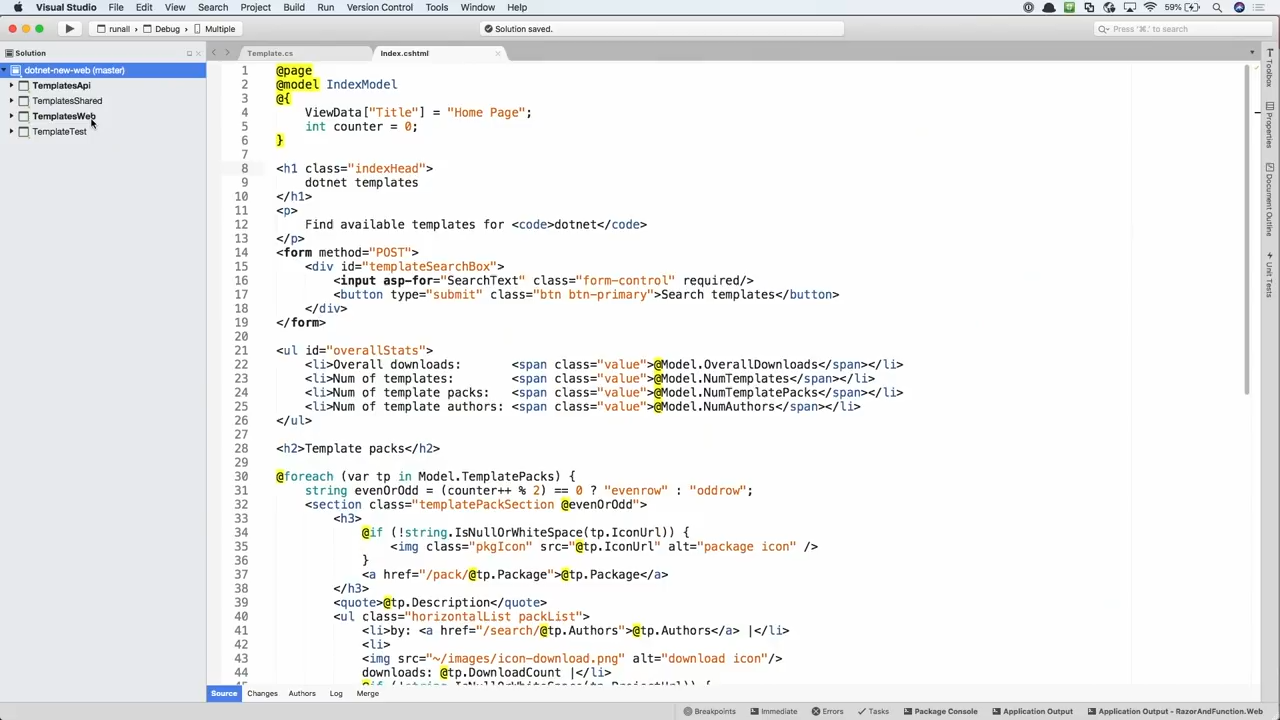 Visual Studio File Edit View Search Project Build Run Version Control Tools Window Help 59%
runall › Debug › Multiple Solution saved. Press '⌘.' to search
Solution
Template.cs Index.cshtml
dotnet-new-web (master)
TemplatesApi
TemplatesShared
TemplatesWeb
TemplateTest
1 @page
2 @model IndexModel
3 @{
4 ViewData["Title"] = "Home Page";
5 int counter = 0;
6 }
7
8 <h1 class="indexHead">
9 dotnet templates
10 </h1>
11 <p>
12 Find available templates for <code>dotnet</code>
13 </p>
14 <form method="POST">
15 <div id="templateSearchBox">
16 <input asp-for="SearchText" class="form-control" required/>
17 <button type="submit" class="btn btn-primary">Search templates</button>
18 </div>
19 </form>
20
21 <ul id="overallStats">
22 <li>Overall downloads: <span class="value">@Model.OverallDownloads</span></li>
23 <li>Num of templates: <span class="value">@Model.NumTemplates</span></li>
24 <li>Num of template packs: <span class="value">@Model.NumTemplatePacks</span></li>
25 <li>Num of template authors: <span class="value">@Model.NumAuthors</span></li>
26 </ul>
27
28 <h2>Template packs</h2>
29
30 @foreach (var tp in Model.TemplatePacks) {
31 string evenOrOdd = (counter++ % 2) == 0 ? "evenrow" : "oddrow";
32 <section class="templatePackSection @evenOrOdd">
33 <h3>
34 @if (!string.IsNullOrWhiteSpace(tp.IconUrl)) {
35 <img class="pkgIcon" src="@tp.IconUrl" alt="package icon" />
36 }
37 <a href="/pack/@tp.Package">@tp.Package</a>
38 </h3>
39 <quote>@tp.Description</quote>
40 <ul class="horizontalList packList">
41 <li>by: <a href="/search/@tp.Authors">@tp.Authors</a> |</li>
42 <li>
43 <img src="~/images/icon-download.png" alt="download icon"/>
44 downloads: @tp.DownloadCount |</li>
45 @if (!string.IsNullOrWhiteSpace(tp.ProjectUrl)) {
Toolbox
Properties
Document Outline
Unit Tests
Source Changes Authors Log Merge
Breakpoints Immediate Errors Tasks Package Console Application Output Application Output - RazorAndFunction.Web